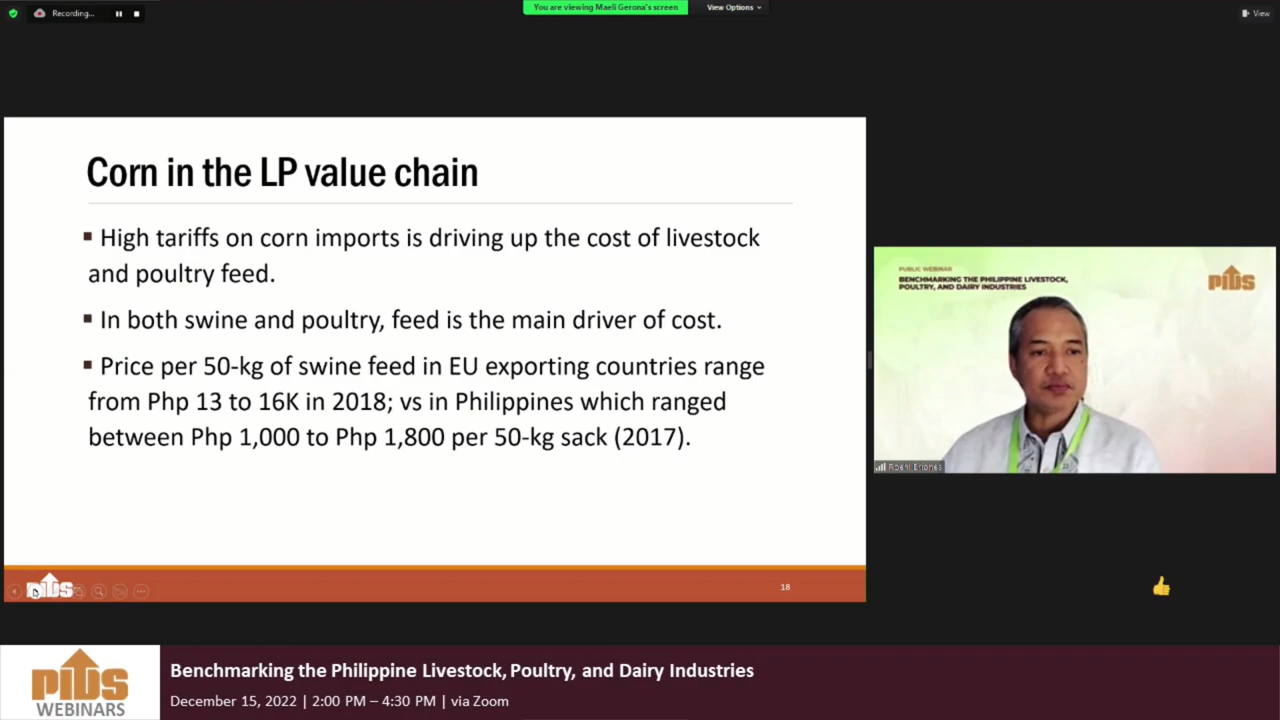 Recording...
You are viewing Maeli Gerona's screen
View Options
View
Corn in the LP value chain
▪ High tariffs on corn imports is driving up the cost of livestock
and poultry feed.
▪ In both swine and poultry, feed is the main driver of cost.
▪ Price per 50-kg of swine feed in EU exporting countries range
from Php 13 to 16K in 2018; vs in Philippines which ranged
between Php 1,000 to Php 1,800 per 50-kg sack (2017).
PUBLIC WEBINAR
BENCHMARKING THE PHILIPPINE LIVESTOCK,
POULTRY, AND DAIRY INDUSTRIES
PIDS
Roehl Briones
PIDS
18
PIDS
WEBINARS
Benchmarking the Philippine Livestock, Poultry, and Dairy Industries
December 15, 2022 | 2:00 PM – 4:30 PM | via Zoom